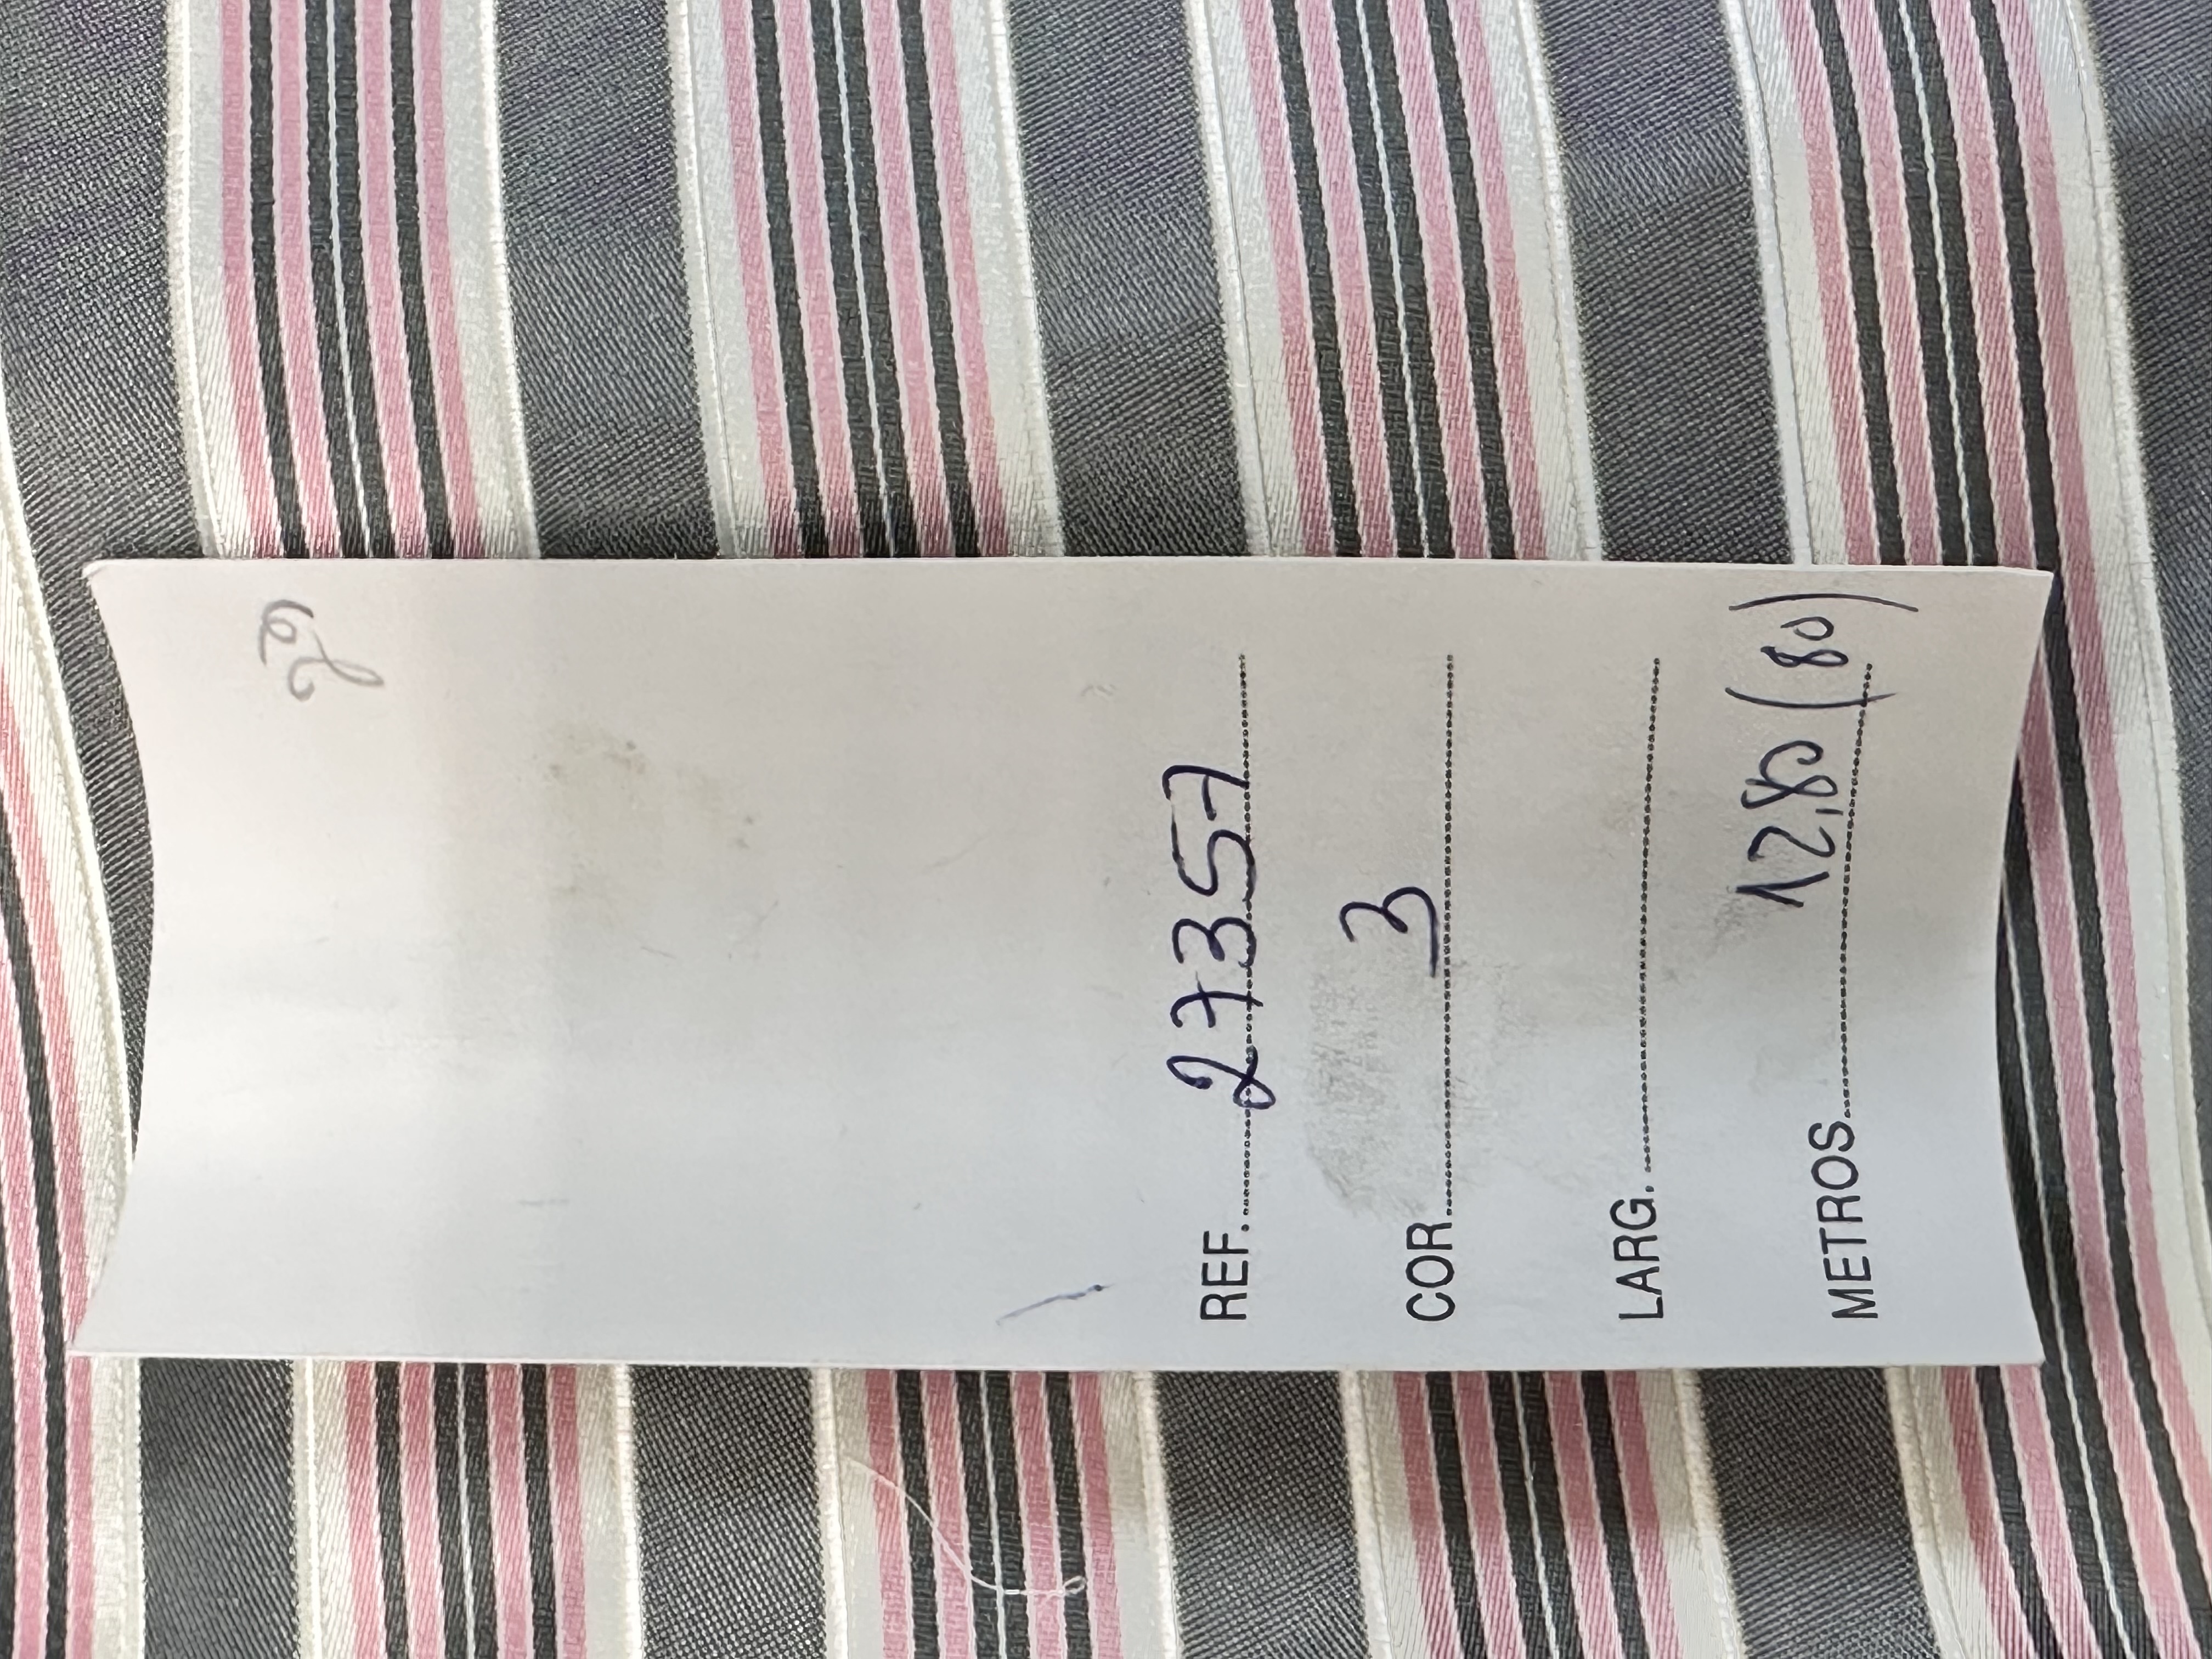 REF. 27357
COR 3
LARG.
METROS 12,80 (80)